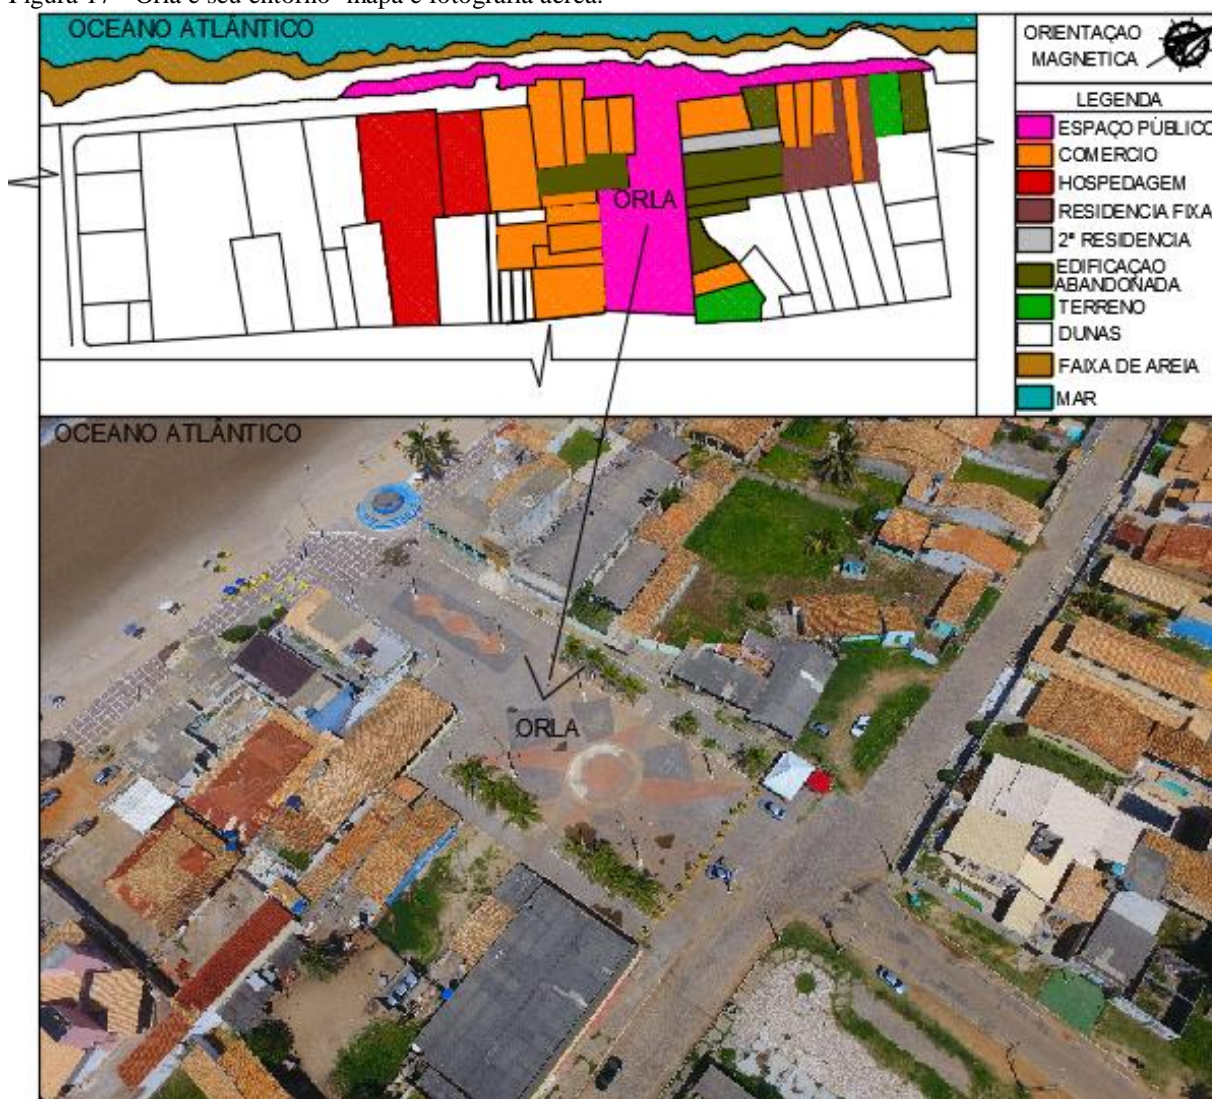 Figura 17 - Orla e seu entorno- mapa e fotografia aérea.
OCEANO ATLÂNTICO
ORIENTAÇAO
MAGNETICA
LEGENDA
ESPAÇO PÚBLICO
COMERCIO
HOSPEDAGEM
RESIDENCIA FIXA
2ª RESIDENCIA
EDIFICAÇAO
ABANDONADA
TERRENO
DUNAS
FAIXA DE AREIA
MAR
ORLA
OCEANO ATLÂNTICO
ORLA